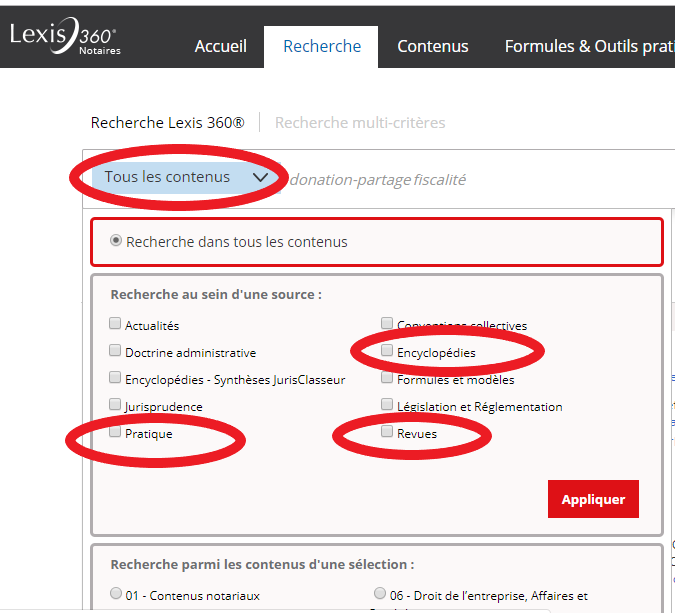 Lexis 360®
Notaires
Accueil Recherche Contenus Formules & Outils prati
Recherche Lexis 360® Recherche multi-critères
Tous les contenus donation-partage fiscalité
Recherche dans tous les contenus
Recherche au sein d'une source :
Actualités Conventions collectives
Doctrine administrative Encyclopédies
Encyclopédies - Synthèses JurisClasseur Formules et modèles
Jurisprudence Législation et Réglementation
Pratique Revues
Appliquer
Recherche parmi les contenus d'une sélection :
01 - Contenus notariaux 06 - Droit de l'entreprise, Affaires et